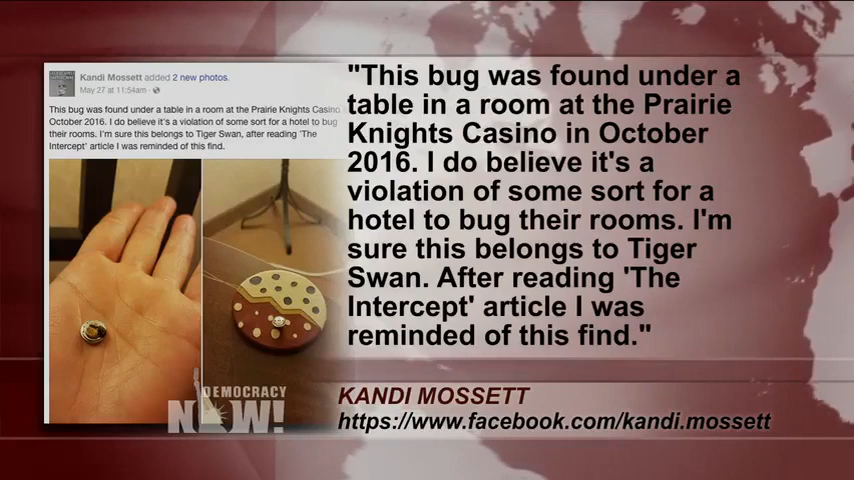 Kandi Mossett added 2 new photos.
May 27 at 11:54am
This bug was found under a table in a room at the Prairie Knights Casino
October 2016. I do believe it's a violation of some sort for a hotel to bug
their rooms. I'm sure this belongs to Tiger Swan, after reading 'The
Intercept' article I was reminded of this find.
"This bug was found under a
table in a room at the Prairie
Knights Casino in October
2016. I do believe it's a
violation of some sort for a
hotel to bug their rooms. I'm
sure this belongs to Tiger
Swan. After reading 'The
Intercept' article I was
reminded of this find."
KANDI MOSSETT
https://www.facebook.com/kandi.mossett
DEMOCRACY
NOW!